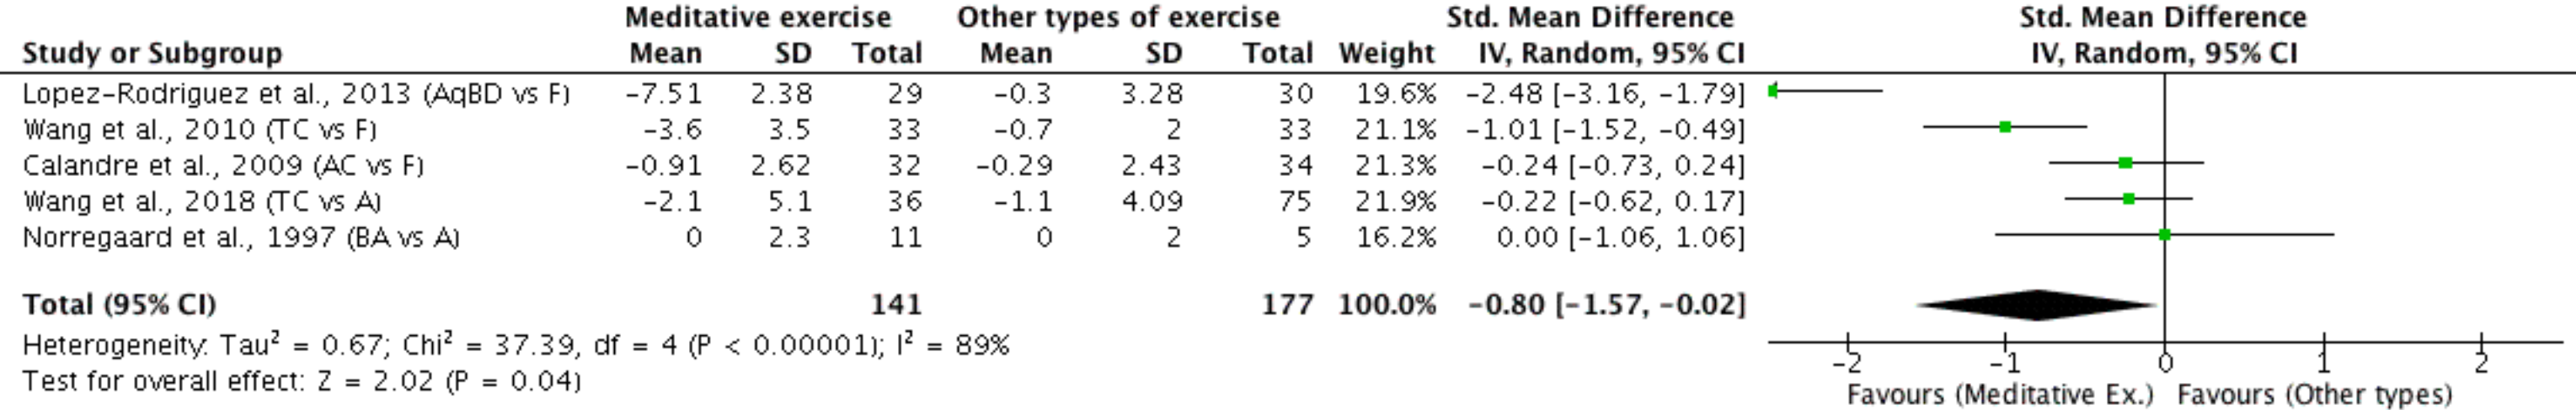 Meditative exercise Other types of exercise Std. Mean Difference Std. Mean Difference
Study or Subgroup Mean SD Total Mean SD Total Weight IV, Random, 95% CI IV, Random, 95% CI
Lopez-Rodriguez et al., 2013 (AqBD vs F) -7.51 2.38 29 -0.3 3.28 30 19.6% -2.48 [-3.16, -1.79]
Wang et al., 2010 (TC vs F) -3.6 3.5 33 -0.7 2 33 21.1% -1.01 [-1.52, -0.49]
Calandre et al., 2009 (AC vs F) -0.91 2.62 32 -0.29 2.43 34 21.3% -0.24 [-0.73, 0.24]
Wang et al., 2018 (TC vs A) -2.1 5.1 36 -1.1 4.09 75 21.9% -0.22 [-0.62, 0.17]
Norregaard et al., 1997 (BA vs A) 0 2.3 11 0 2 5 16.2% 0.00 [-1.06, 1.06]
Total (95% CI) 141 177 100.0% -0.80 [-1.57, -0.02]
Heterogeneity: Tau² = 0.67; Chi² = 37.39, df = 4 (P < 0.00001); I² = 89%
Test for overall effect: Z = 2.02 (P = 0.04)
-2 -1 0 1 2
Favours (Meditative Ex.) Favours (Other types)